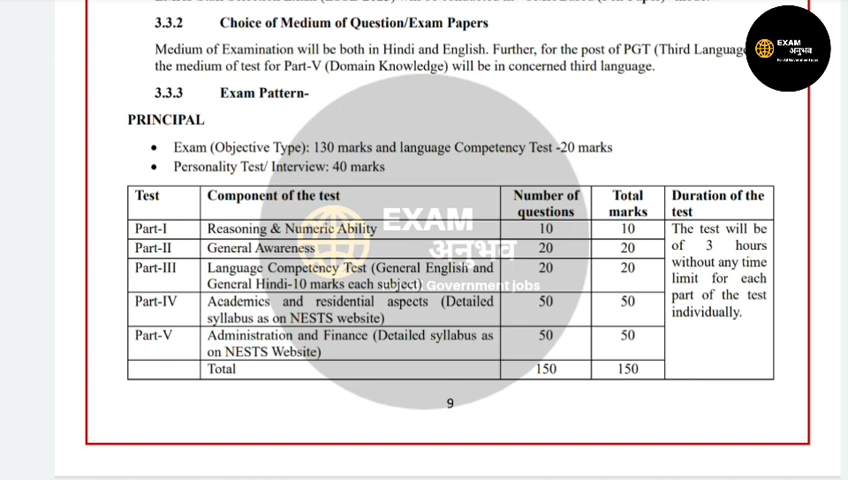 3.3.2 Choice of Medium of Question/Exam Papers
Medium of Examination will be both in Hindi and English. Further, for the post of PGT (Third Language
the medium of test for Part-V (Domain Knowledge) will be in concerned third language.
EXAM
अनुभव
3.3.3 Exam Pattern-
PRINCIPAL
• Exam (Objective Type): 130 marks and language Competency Test -20 marks
• Personality Test/ Interview: 40 marks
Test Component of the test Number of questions Total marks Duration of the test
Part-I Reasoning & Numeric Ability 10 10 The test will be
Part-II General Awareness 20 20 of 3 hours
Part-III Language Competency Test (General English and 20 20 without any time
General Hindi-10 marks each subject) limit for each
Part-IV Academics and residential aspects (Detailed 50 50 part of the test
syllabus as on NESTS website) individually.
Part-V Administration and Finance (Detailed syllabus as 50 50
on NESTS Website)
Total 150 150
EXAM
अनुभव
Government jobs
9